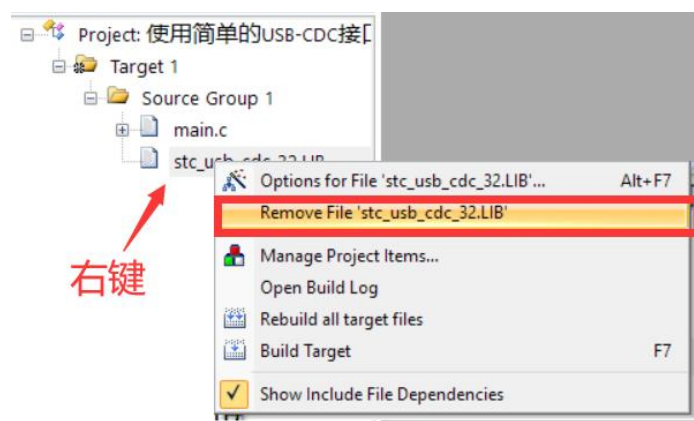 Project: 使用简单的USB-CDC接
Target 1
Source Group 1
main.c
stc_usb_cdc_32.LIB
Options for File 'stc_usb_cdc_32.LIB'... Alt+F7
Remove File 'stc_usb_cdc_32.LIB'
右键
Manage Project Items...
Open Build Log
Rebuild all target files
Build Target F7
Show Include File Dependencies